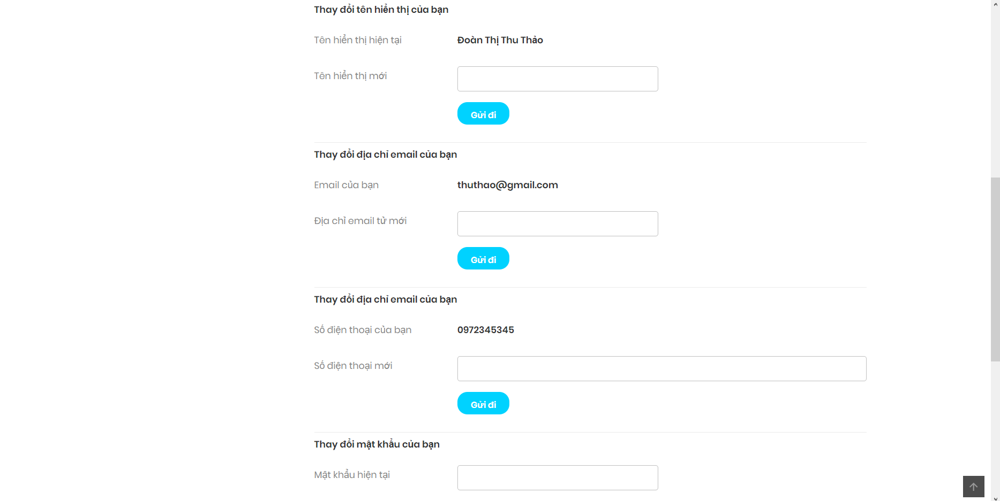 Thay đổi tên hiển thị của bạn
Tên hiển thị hiện tại Đoàn Thị Thu Thảo
Tên hiển thị mới
Gửi đi
Thay đổi địa chỉ email của bạn
Email của bạn thuthao@gmail.com
Địa chỉ email tử mới
Gửi đi
Thay đổi địa chỉ email của bạn
Số điện thoại của bạn 0972345345
Số điện thoại mới
Gửi đi
Thay đổi mật khẩu của bạn
Mật khẩu hiện tại